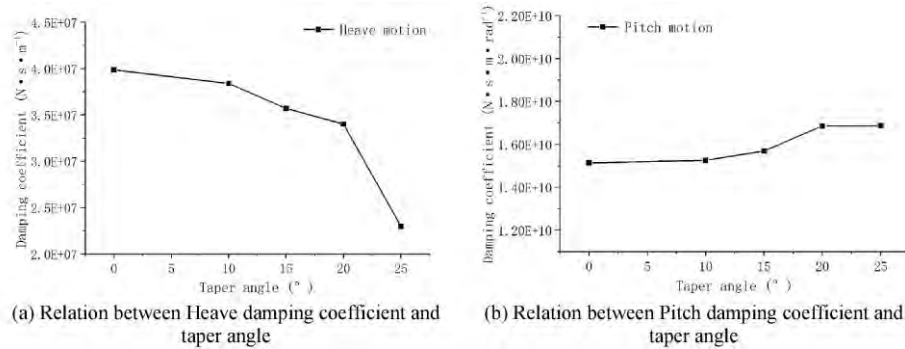 4.5E+07
4.0E+07
3.5E+07
3.0E+07
2.5E+07
2.0E+07
Damping coefficient (N•s•m⁻¹)
Heave motion
0 5 10 15 20 25
Taper angle (°)
(a) Relation between Heave damping coefficient and
taper angle
2.20E+10
2.00E+10
1.80E+10
1.60E+10
1.40E+10
1.20E+10
Damping coefficient (N•s•m•rad⁻¹)
Pitch motion
0 5 10 15 20 25
Taper angle (°)
(b) Relation between Pitch damping coefficient and
taper angle